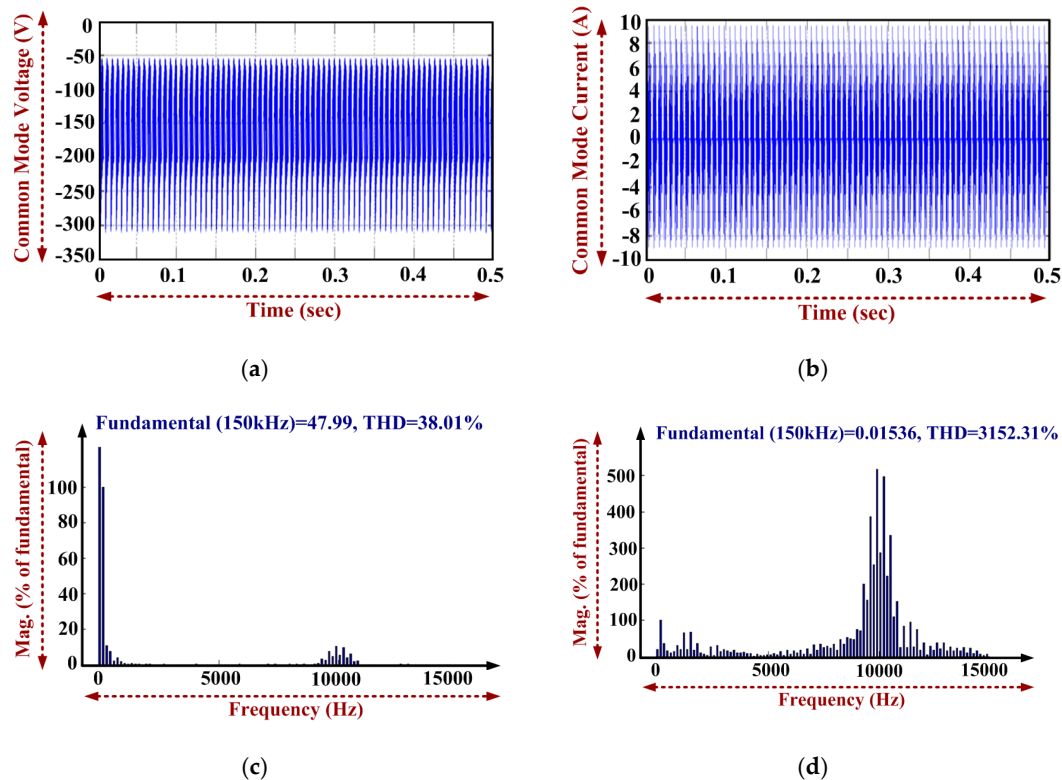 Common Mode Voltage (V)
0
-50
-100
-150
-200
-250
-300
-350
0 0.1 0.2 0.3 0.4 0.5
Time (sec)
(a)
Common Mode Current (A)
10
8
6
4
2
0
-2
-4
-6
-8
-10
0 0.1 0.2 0.3 0.4 0.5
Time (sec)
(b)
Fundamental (150kHz)=47.99, THD=38.01%
Mag. (% of fundamental)
100
80
60
40
20
0
5000 10000 15000
Frequency (Hz)
(c)
Fundamental (150kHz)=0.01536, THD=3152.31%
Mag. (% of fundamental)
500
400
300
200
100
0
0 5000 10000 15000
Frequency (Hz)
(d)